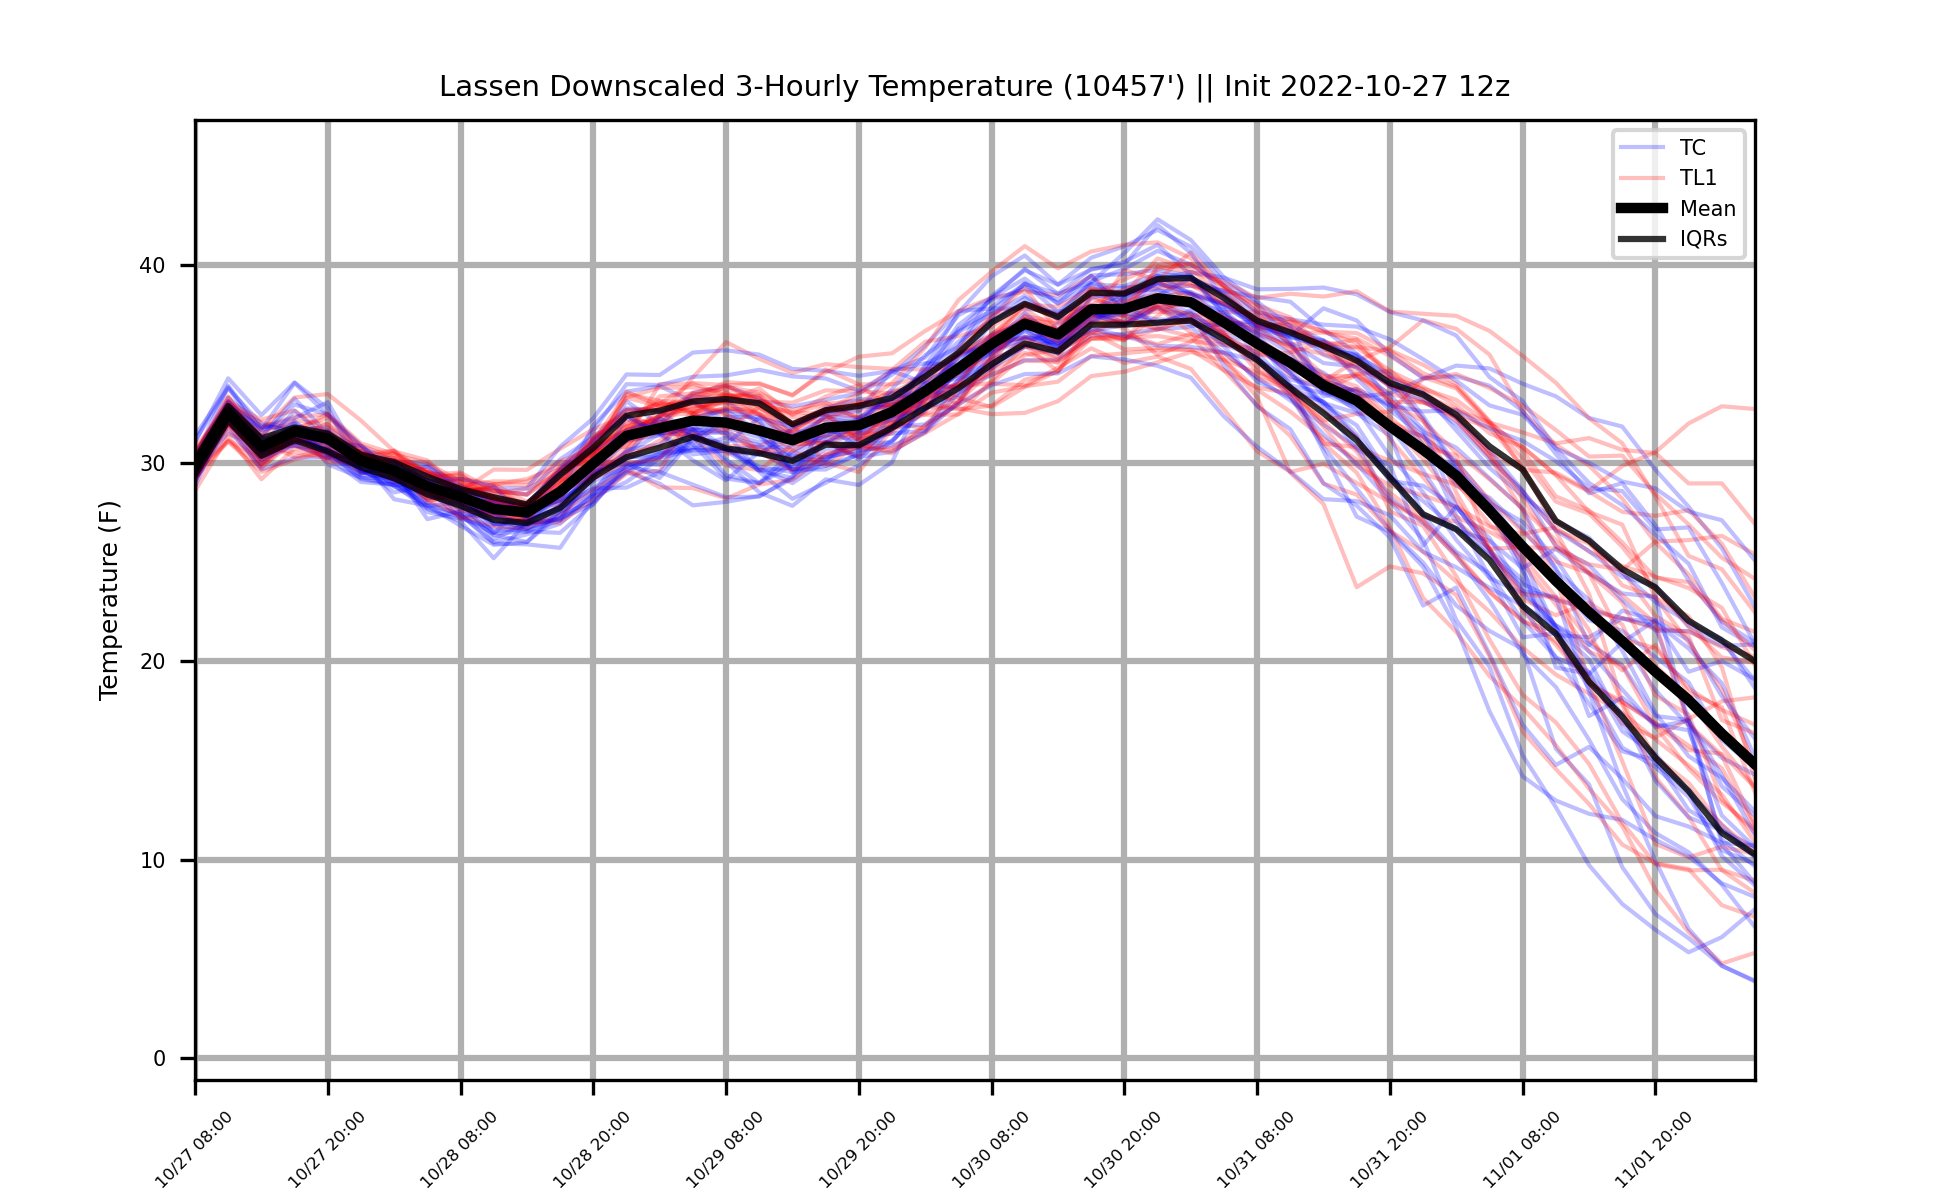 Lassen Downscaled 3-Hourly Temperature (10457') || Init 2022-10-27 12z
TC
TL1
Mean
IQRs
Temperature (F)
40
30
20
10
0
10/27 08:00
10/27 20:00
10/28 08:00
10/28 20:00
10/29 08:00
10/29 20:00
10/30 08:00
10/30 20:00
10/31 08:00
10/31 20:00
11/01 08:00
11/01 20:00